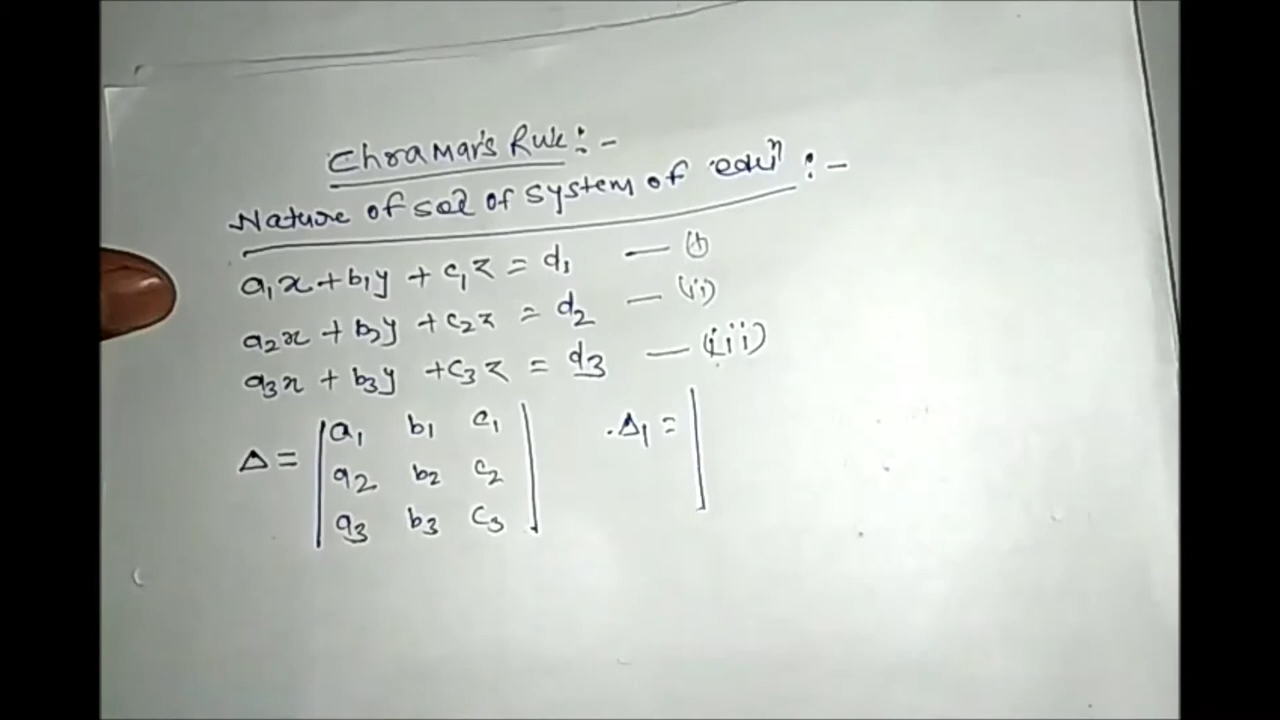 Chramar's Rule :-
Nature of sol of system of equⁿ :-
a₁x + b₁y + c₁z = d₁ — (i)
a₂x + b₂y + c₂z = d₂ — (ii)
a₃x + b₃y + c₃z = d₃ — (iii)
Δ = | a₁ b₁ c₁ | Δ₁ = |
a₂ b₂ c₂
a₃ b₃ c₃